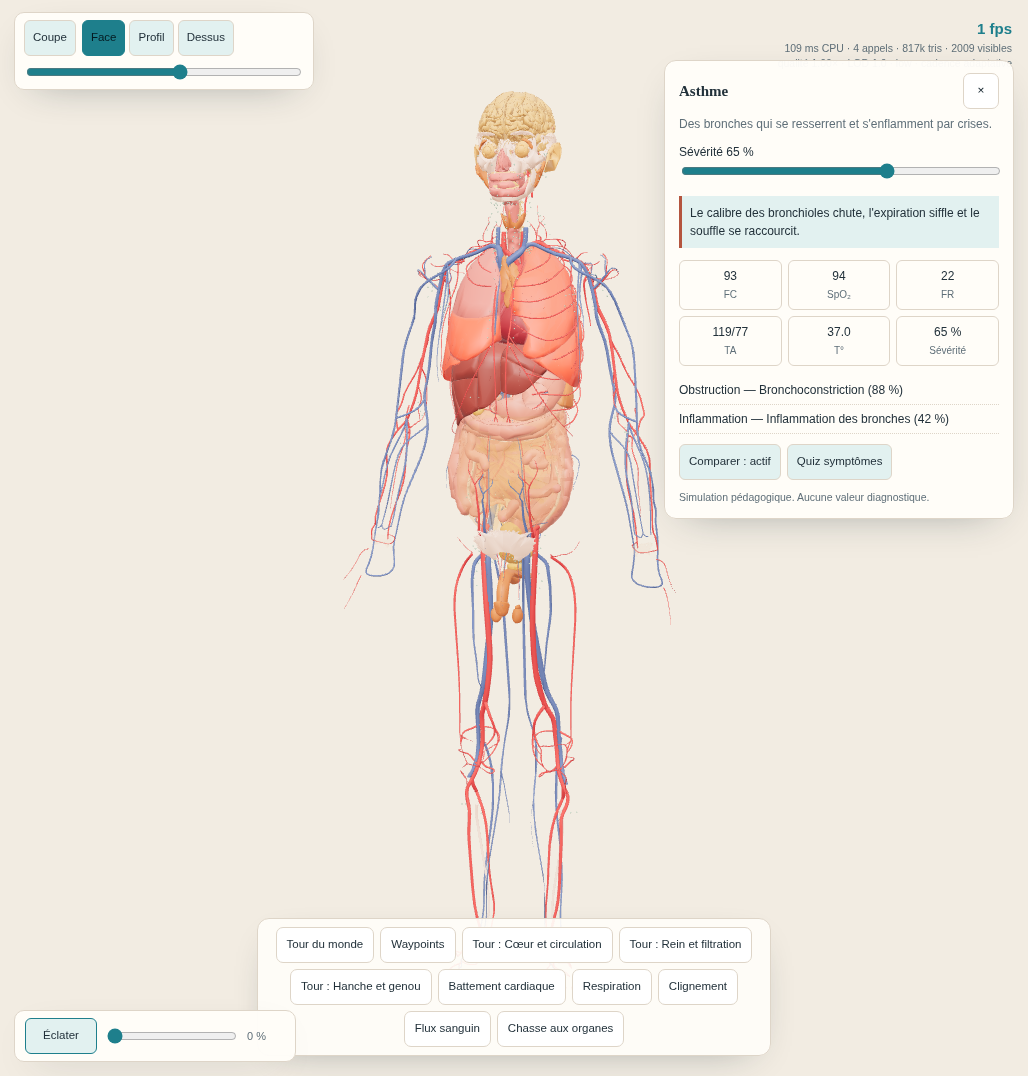 Coupe
Face
Profil
Dessus
1 fps
109 ms CPU · 4 appels · 817k tris · 2009 visibles
Asthme
×
Des bronches qui se resserrent et s'enflamment par crises.
Sévérité 65 %
Le calibre des bronchioles chute, l'expiration siffle et le
souffle se raccourcit.
93
FC
94
SpO₂
22
FR
119/77
TA
37.0
T°
65 %
Sévérité
Obstruction — Bronchoconstriction (88 %)
Inflammation — Inflammation des bronches (42 %)
Comparer : actif
Quiz symptômes
Simulation pédagogique. Aucune valeur diagnostique.
Tour du monde
Waypoints
Tour : Cœur et circulation
Tour : Rein et filtration
Tour : Hanche et genou
Battement cardiaque
Respiration
Clignement
Flux sanguin
Chasse aux organes
Éclater
0 %